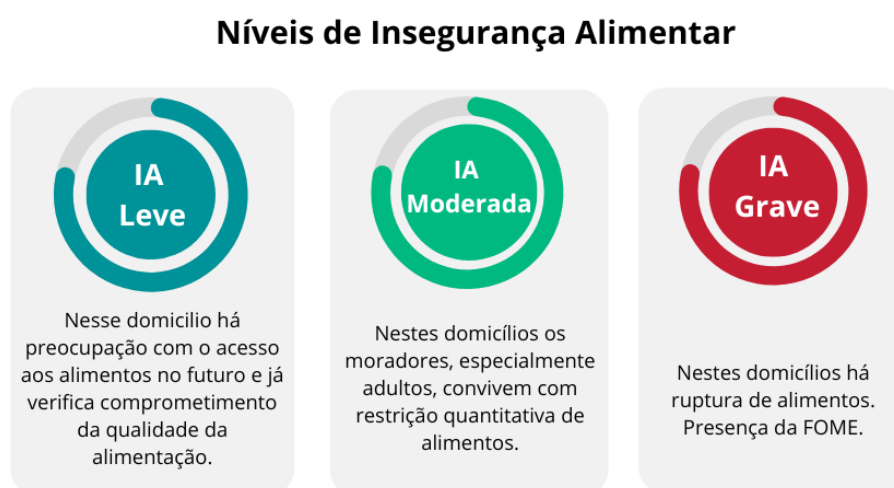 Níveis de Insegurança Alimentar
IA
Leve
Nesse domicilio há
preocupação com o acesso
aos alimentos no futuro e já
verifica comprometimento
da qualidade da
alimentação.
IA
Moderada
Nestes domicílios os
moradores, especialmente
adultos, convivem com
restrição quantitativa de
alimentos.
IA
Grave
Nestes domicílios há
ruptura de alimentos.
Presença da FOME.